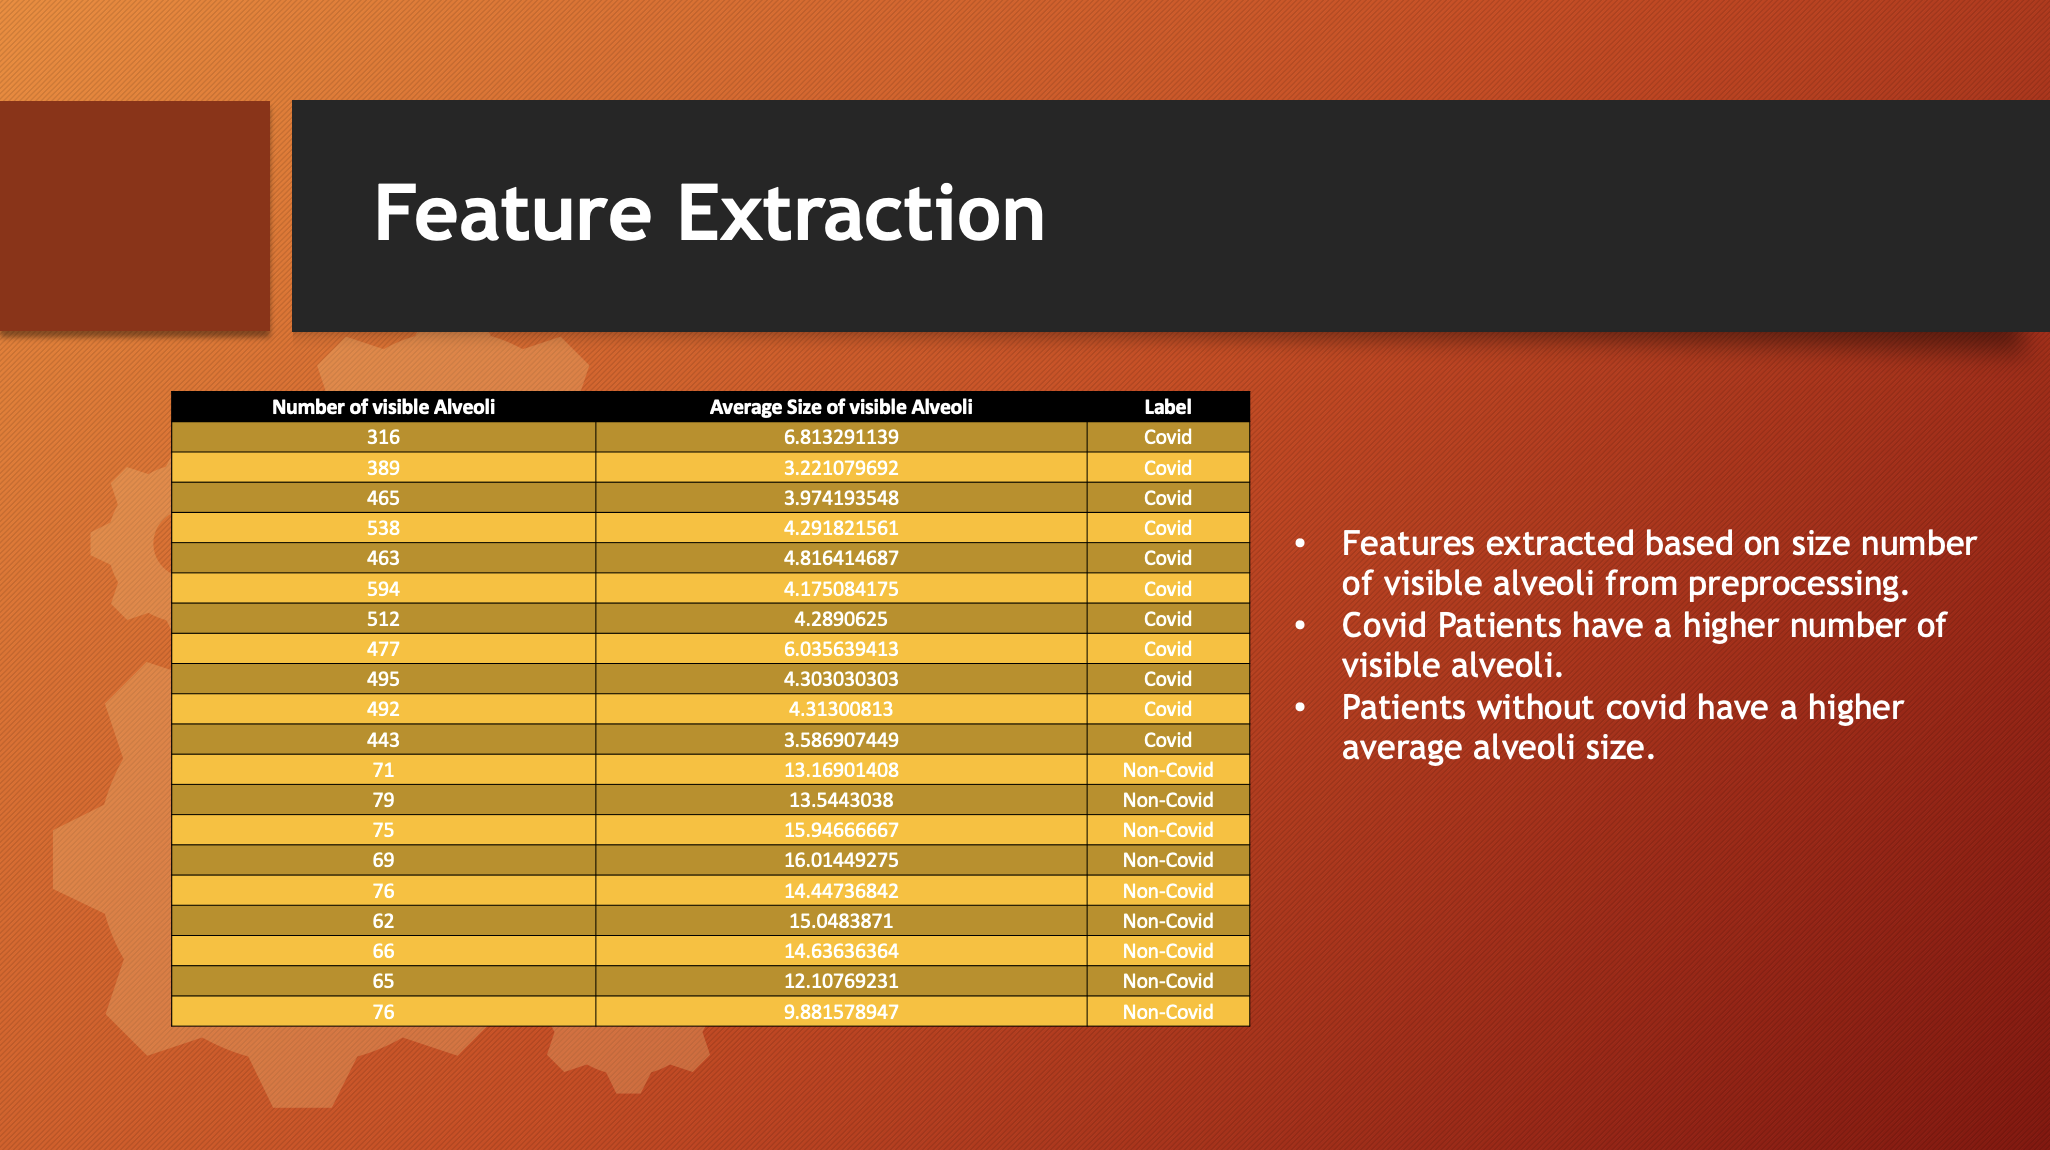 Feature Extraction
Number of visible Alveoli Average Size of visible Alveoli Label
316 6.813291139 Covid
389 3.221079692 Covid
465 3.974193548 Covid
538 4.291821561 Covid
463 4.816414687 Covid
594 4.175084175 Covid
512 4.2890625 Covid
477 6.035639413 Covid
495 4.303030303 Covid
492 4.31300813 Covid
443 3.586907449 Covid
71 13.16901408 Non-Covid
79 13.5443038 Non-Covid
75 15.94666667 Non-Covid
69 16.01449275 Non-Covid
76 14.44736842 Non-Covid
62 15.0483871 Non-Covid
66 14.63636364 Non-Covid
65 12.10769231 Non-Covid
76 9.881578947 Non-Covid
• Features extracted based on size number
of visible alveoli from preprocessing.
• Covid Patients have a higher number of
visible alveoli.
• Patients without covid have a higher
average alveoli size.